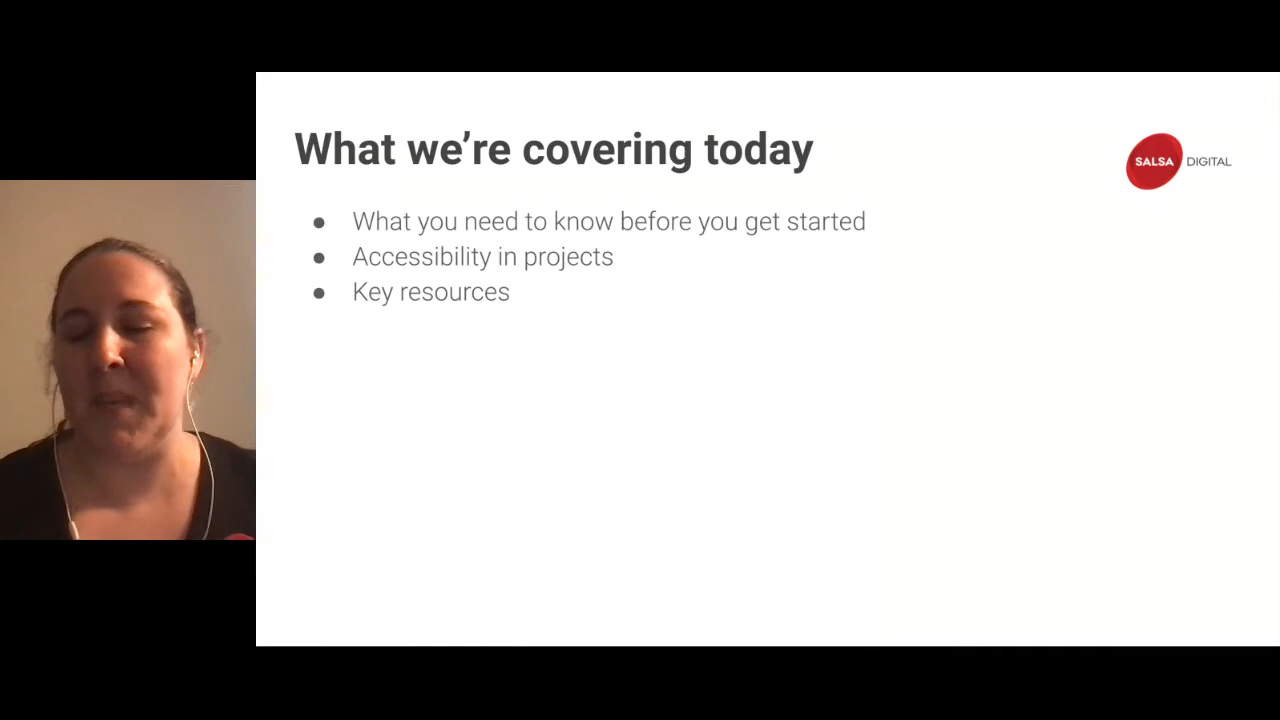 What we’re covering today
SALSA DIGITAL
● What you need to know before you get started
● Accessibility in projects
● Key resources